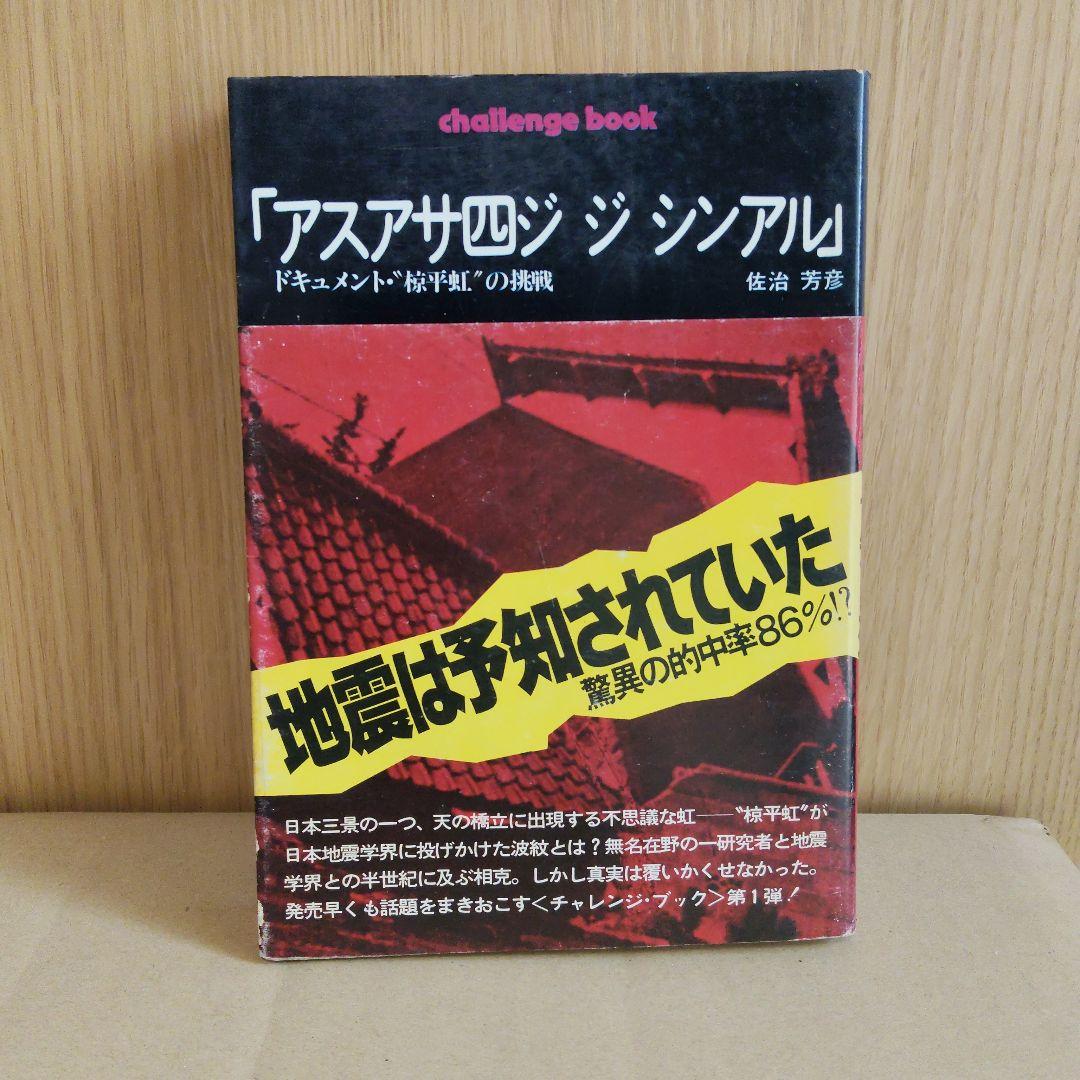 challenge book
「アスアサ四ジ ジ シンアル」
ドキュメント・〝椋平虹〞の挑戦
佐治 芳彦
地震は予知されていた
驚異の的中率86%!?
日本三景の一つ、天の橋立に出現する不思議な虹──〝椋平虹〞が
日本地震学界に投げかけた波紋とは?無名在野の一研究者と地震
学界との半世紀に及ぶ相克。しかし真実は覆いかくせなかった。
発売早くも話題をまきおこす<チャレンジ・ブック>第1弾!